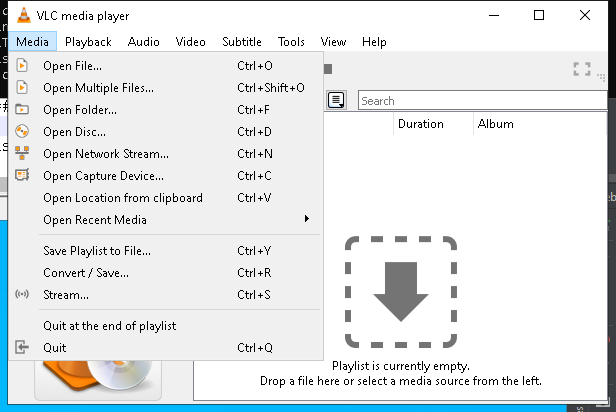 VLC media player
Media Playback Audio Video Subtitle Tools View Help
Open File... Ctrl+O
Open Multiple Files... Ctrl+Shift+O
Open Folder... Ctrl+F
Open Disc... Ctrl+D
Open Network Stream... Ctrl+N
Open Capture Device... Ctrl+C
Open Location from clipboard Ctrl+V
Open Recent Media
Save Playlist to File... Ctrl+Y
Convert / Save... Ctrl+R
Stream... Ctrl+S
Quit at the end of playlist
Quit Ctrl+Q
Search
Duration Album
Playlist is currently empty.
Drop a file here or select a media source from the left.